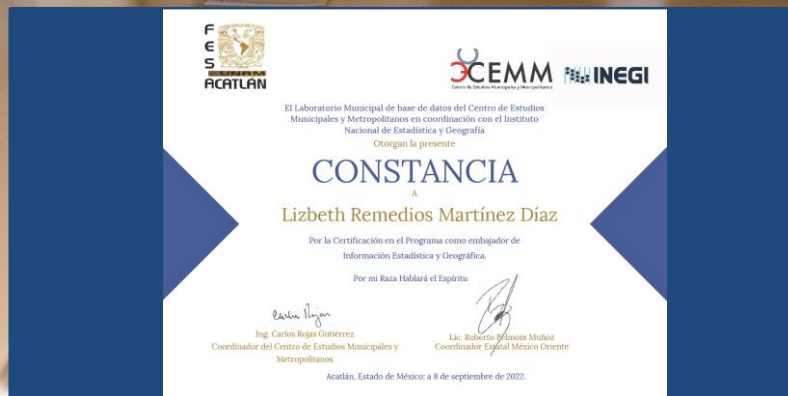 FES
UNAM
ACATLÁN
CEMM
Centro de Estudios Municipales y Metropolitanos
INEGI
El Laboratorio Municipal de base de datos del Centro de Estudios
Municipales y Metropolitanos en coordinación con el Instituto
Nacional de Estadística y Geografía
Otorgan la presente
CONSTANCIA
A
Lizbeth Remedios Martínez Díaz
Por la Certificación en el Programa como embajador de
Información Estadística y Geográfica.
Por mi Raza Hablará el Espíritu
Carlos Rojas
Ing. Carlos Rojas Gutiérrez
Coordinador del Centro de Estudios Municipales y
Metropolitanos
Lic. Roberto Belmont Muñoz
Coordinador Estatal México Oriente
Acatlán, Estado de México: a 8 de septiembre de 2022.